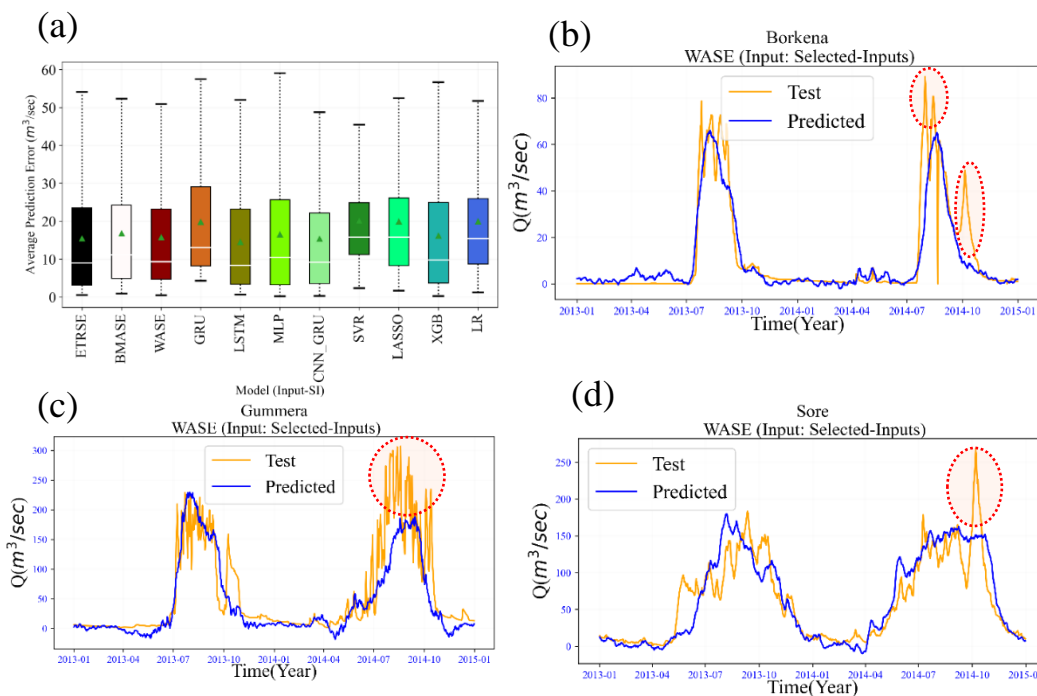 (a)
Average Prediction Error (m³/sec)
60
50
40
30
20
10
0
ETRSE
BMASE
WASE
GRU
LSTM
MLP
CNN_GRU
SVR
LASSO
XGB
LR
Model (Input-SI)
(b)
Borkena
WASE (Input: Selected-Inputs)
Test
Predicted
Q(m³/sec)
80
60
40
20
0
2013-01
2013-04
2013-07
2013-10
2014-01
2014-04
2014-07
2014-10
2015-01
Time(Year)
(c)
Gummera
WASE (Input: Selected-Inputs)
Test
Predicted
Q(m³/sec)
300
250
200
150
100
50
0
2013-01
2013-04
2013-07
2013-10
2014-01
2014-04
2014-07
2014-10
2015-01
Time(Year)
(d)
Sore
WASE (Input: Selected-Inputs)
Test
Predicted
Q(m³/sec)
250
200
150
100
50
0
2013-01
2013-04
2013-07
2013-10
2014-01
2014-04
2014-07
2014-10
2015-0
Time(Year)